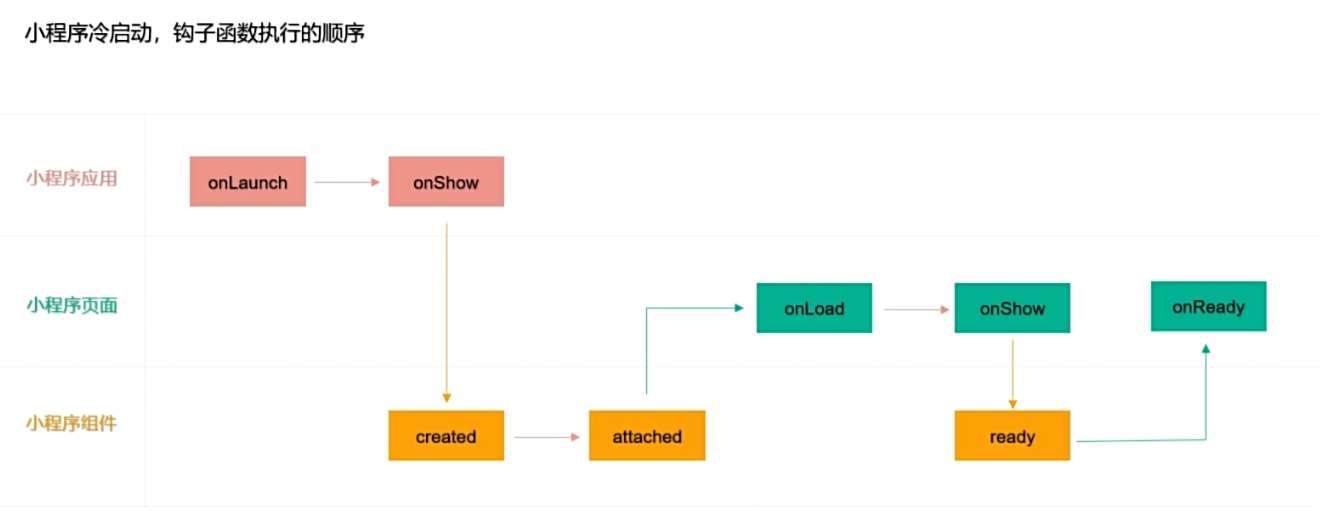 小程序冷启动，钩子函数执行的顺序
小程序应用
onLaunch
onShow
小程序页面
onLoad
onShow
onReady
小程序组件
created
attached
ready